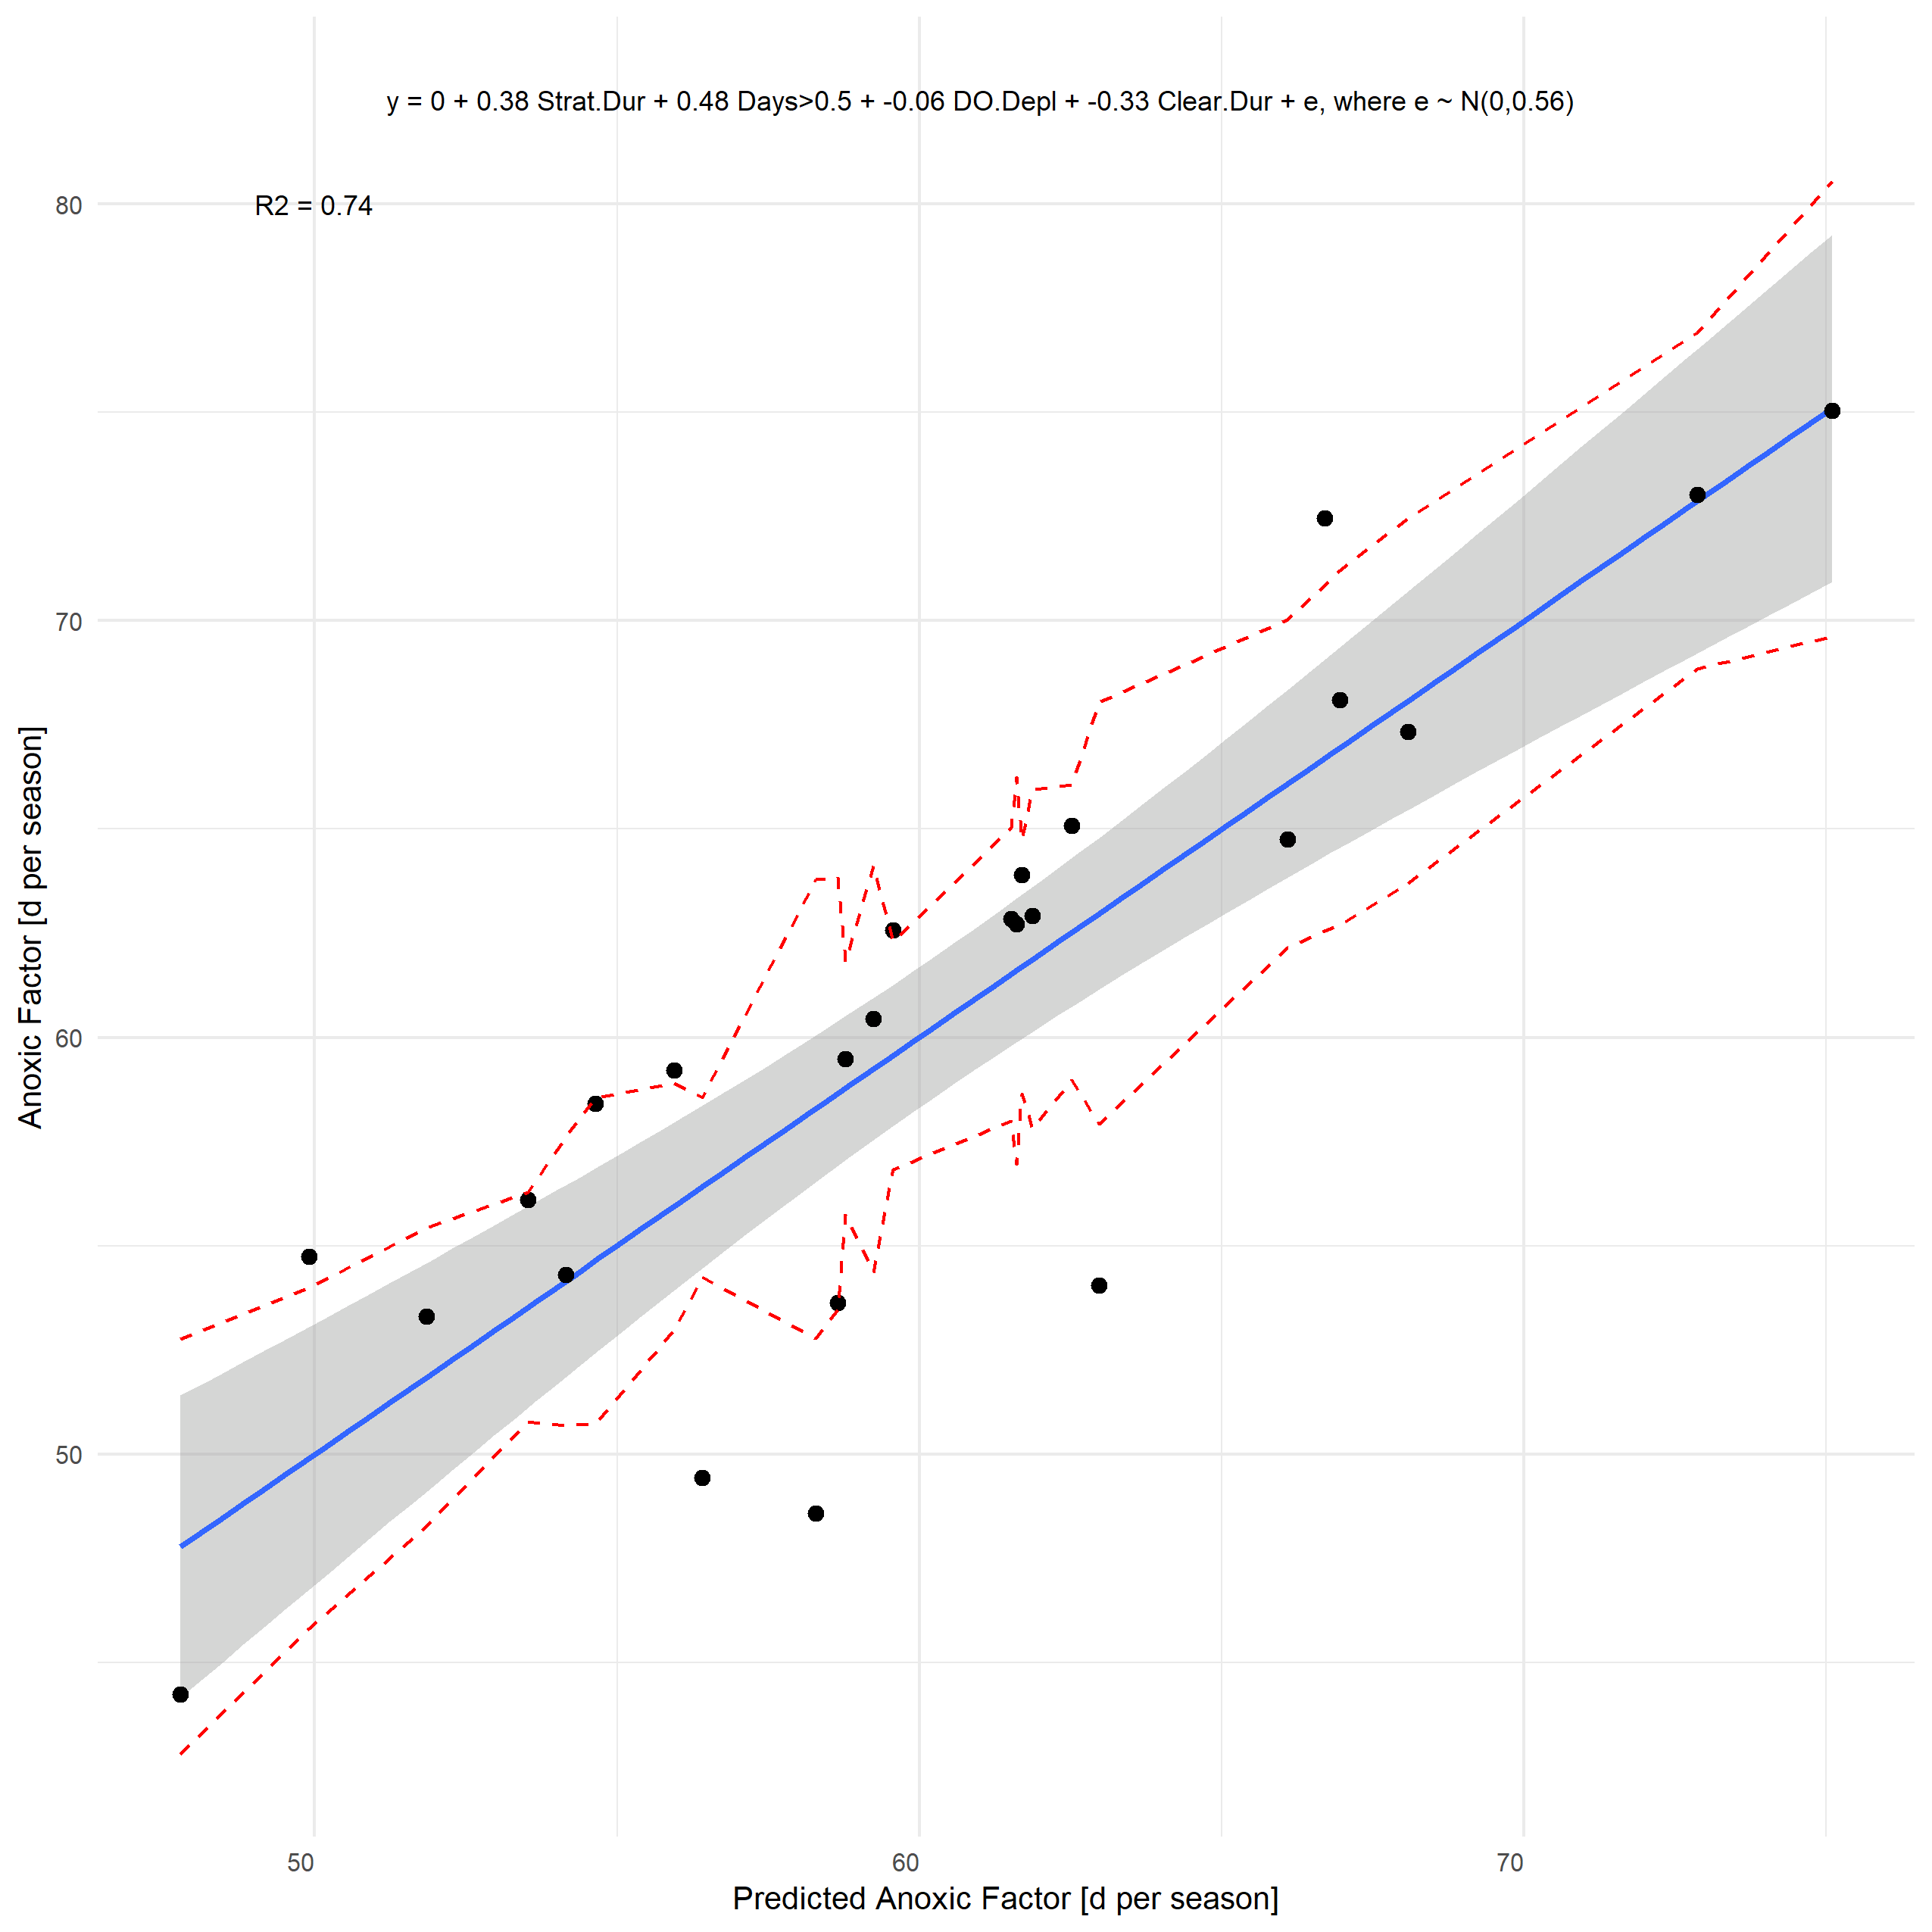 y = 0 + 0.38 Strat.Dur + 0.48 Days>0.5 + -0.06 DO.Depl + -0.33 Clear.Dur + e, where e ~ N(0,0.56)
R2 = 0.74
80
70
60
50
Anoxic Factor [d per season]
50 60 70
Predicted Anoxic Factor [d per season]